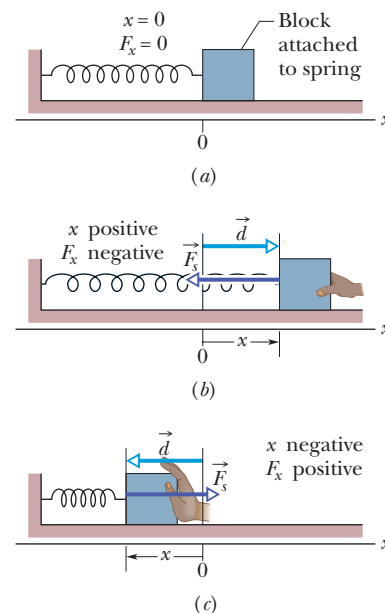 x = 0
F_x = 0
Block
attached
to spring
x
0
(a)
x positive
F_x negative
d
F_s
x
0
x
(b)
d
F_s
x negative
F_x positive
x
0
x
(c)